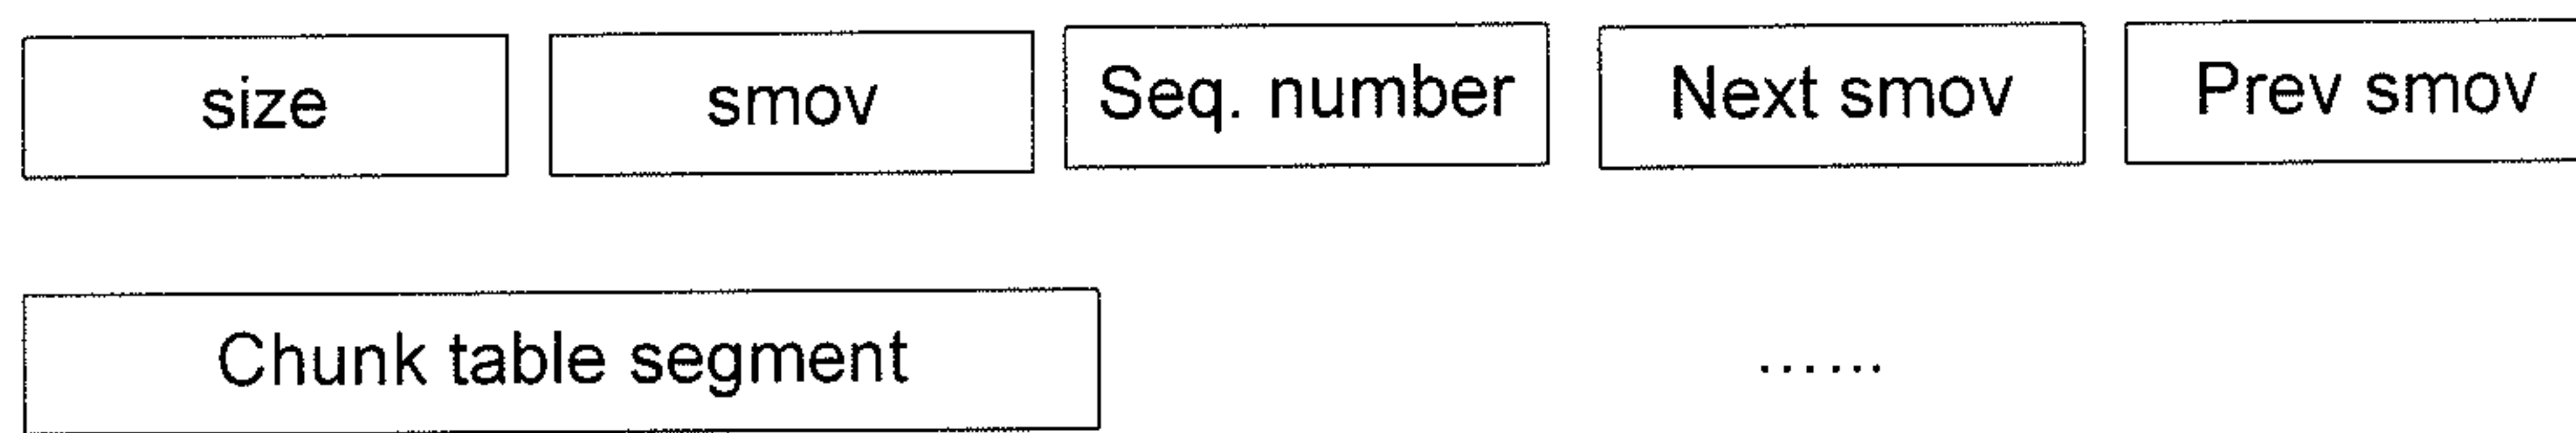 size smov Seq. number Next smov Prev smov
Chunk table segment ......